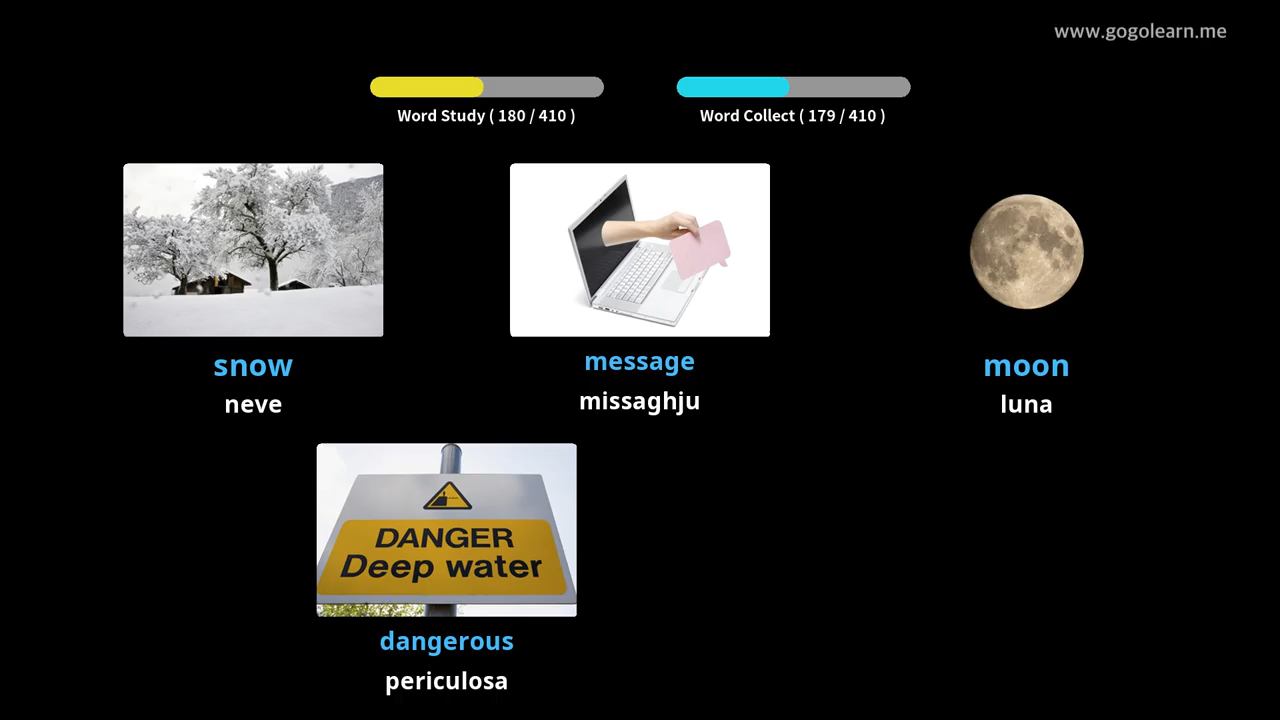 www.gogolearn.me
Word Study ( 180 / 410 )
Word Collect ( 179 / 410 )
snow
neve
message
missaghju
moon
luna
DANGER
Deep water
dangerous
periculosa